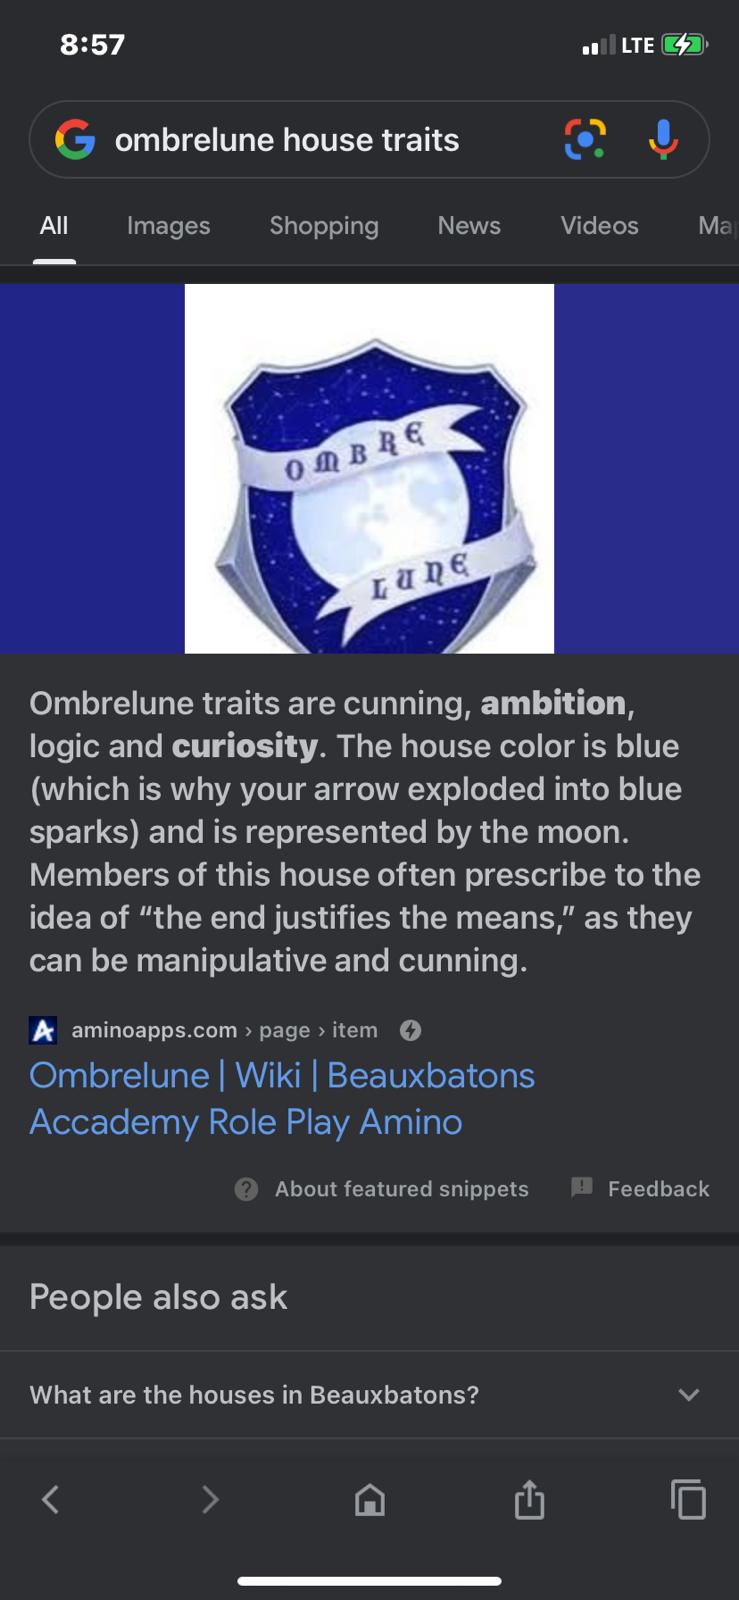 8:57
LTE
ombrelune house traits
All Images Shopping News Videos
OMBRE
LUNE
Ombrelune traits are cunning, ambition,
logic and curiosity. The house color is blue
(which is why your arrow exploded into blue
sparks) and is represented by the moon.
Members of this house often prescribe to the
idea of “the end justifies the means,” as they
can be manipulative and cunning.
aminoapps.com › page › item
Ombrelune | Wiki | Beauxbatons
Accademy Role Play Amino
About featured snippets Feedback
People also ask
What are the houses in Beauxbatons?